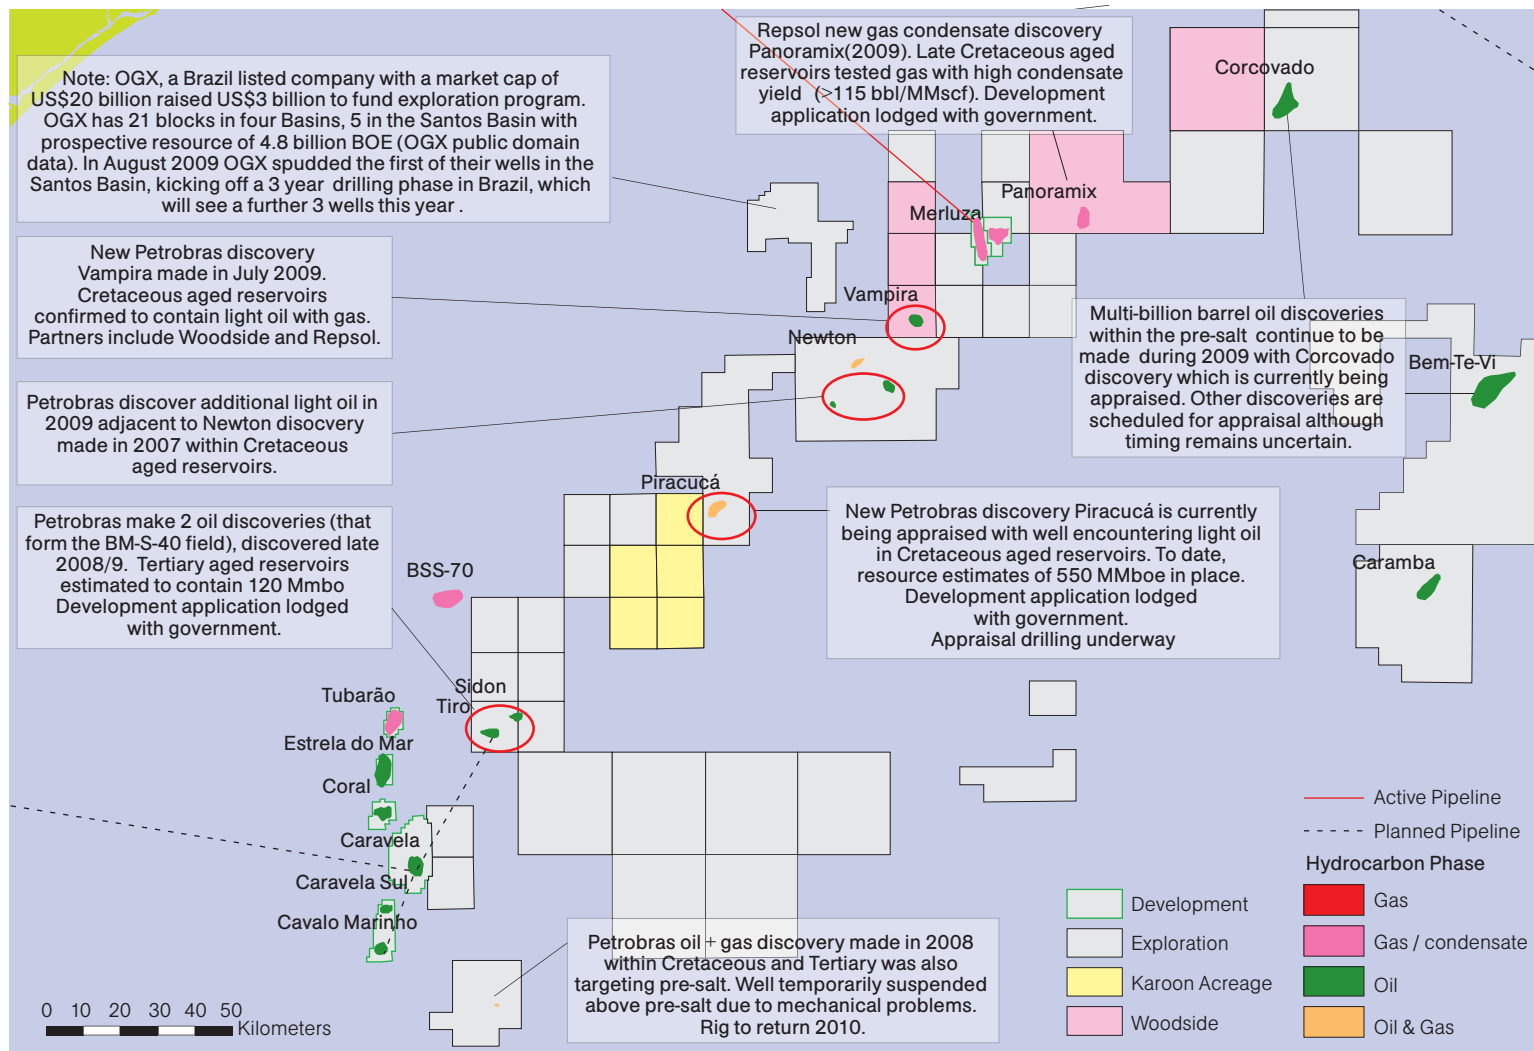 Repsol new gas condensate discovery
Panoramix(2009). Late Cretaceous aged
reservoirs tested gas with high condensate
yield (>115 bbl/MMscf). Development
application lodged with government.
Corcovado
Note: OGX, a Brazil listed company with a market cap of
US$20 billion raised US$3 billion to fund exploration program.
OGX has 21 blocks in four Basins, 5 in the Santos Basin with
prospective resource of 4.8 billion BOE (OGX public domain
data). In August 2009 OGX spudded the first of their wells in the
Santos Basin, kicking off a 3 year drilling phase in Brazil, which
will see a further 3 wells this year .
Panoramix
Merluza
New Petrobras discovery
Vampira made in July 2009.
Cretaceous aged reservoirs
confirmed to contain light oil with gas.
Partners include Woodside and Repsol.
Vampira
Newton
Multi-billion barrel oil discoveries
within the pre-salt continue to be
made during 2009 with Corcovado
discovery which is currently being
appraised. Other discoveries are
scheduled for appraisal although
timing remains uncertain.
Bem-Te-Vi
Petrobras discover additional light oil in
2009 adjacent to Newton disocvery
made in 2007 within Cretaceous
aged reservoirs.
Piracucá
New Petrobras discovery Piracucá is currently
being appraised with well encountering light oil
in Cretaceous aged reservoirs. To date,
resource estimates of 550 MMboe in place.
Development application lodged
with government.
Appraisal drilling underway
Caramba
Petrobras make 2 oil discoveries (that
form the BM-S-40 field), discovered late
2008/9. Tertiary aged reservoirs
estimated to contain 120 Mmbo
Development application lodged
with government.
BSS-70
Sidon
Tiro
Tubarão
Estrela do Mar
Coral
Caravela
Caravela Sul
Cavalo Marinho
Petrobras oil + gas discovery made in 2008
within Cretaceous and Tertiary was also
targeting pre-salt. Well temporarily suspended
above pre-salt due to mechanical problems.
Rig to return 2010.
0 10 20 30 40 50
Kilometers
Development
Exploration
Karoon Acreage
Woodside
Active Pipeline
Planned Pipeline
Hydrocarbon Phase
Gas
Gas / condensate
Oil
Oil & Gas